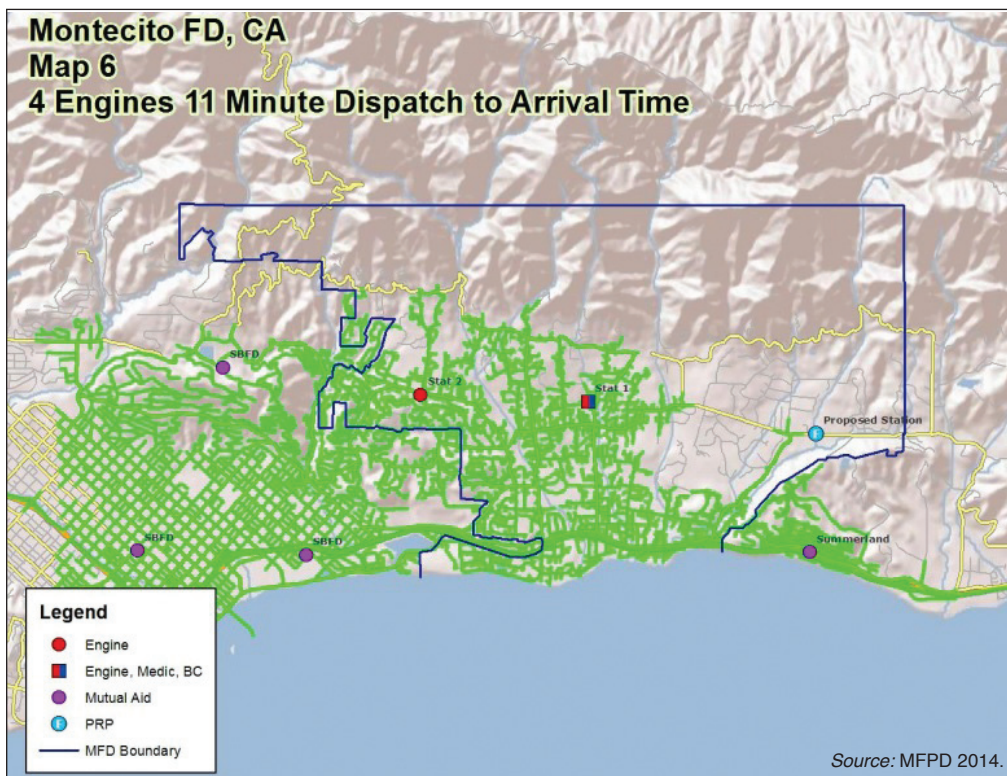 Montecito FD, CA
Map 6
4 Engines 11 Minute Dispatch to Arrival Time
SBFD
Stat 2
Stat 1
Proposed Station
F
SBFD
SBFD
Summerland
Legend
Engine
Engine, Medic, BC
Mutual Aid
F
PRP
MFD Boundary
Source: MFPD 2014.